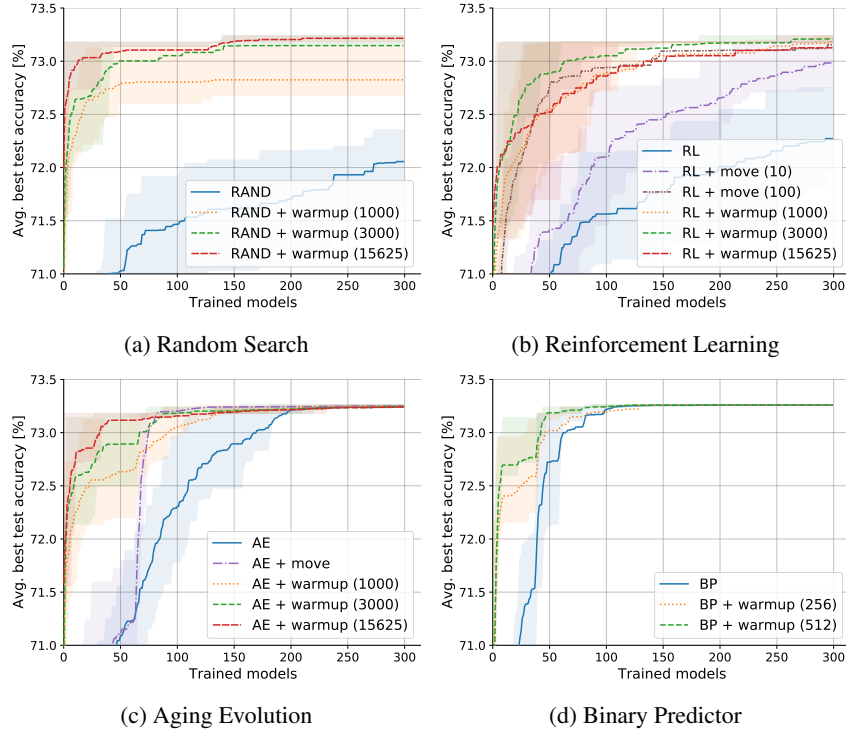 73.5
73.0
72.5
72.0
71.5
71.0
Avg. best test accuracy [%]
RAND
RAND + warmup (1000)
RAND + warmup (3000)
RAND + warmup (15625)
0 50 100 150 200 250 300
Trained models
(a) Random Search
73.5
73.0
72.5
72.0
71.5
71.0
Avg. best test accuracy [%]
RL
RL + move (10)
RL + move (100)
RL + warmup (1000)
RL + warmup (3000)
RL + warmup (15625)
0 50 100 150 200 250 300
Trained models
(b) Reinforcement Learning
73.5
73.0
72.5
72.0
71.5
71.0
Avg. best test accuracy [%]
AE
AE + move
AE + warmup (1000)
AE + warmup (3000)
AE + warmup (15625)
0 50 100 150 200 250 300
Trained models
(c) Aging Evolution
73.5
73.0
72.5
72.0
71.5
71.0
Avg. best test accuracy [%]
BP
BP + warmup (256)
BP + warmup (512)
0 50 100 150 200 250 300
Trained models
(d) Binary Predictor